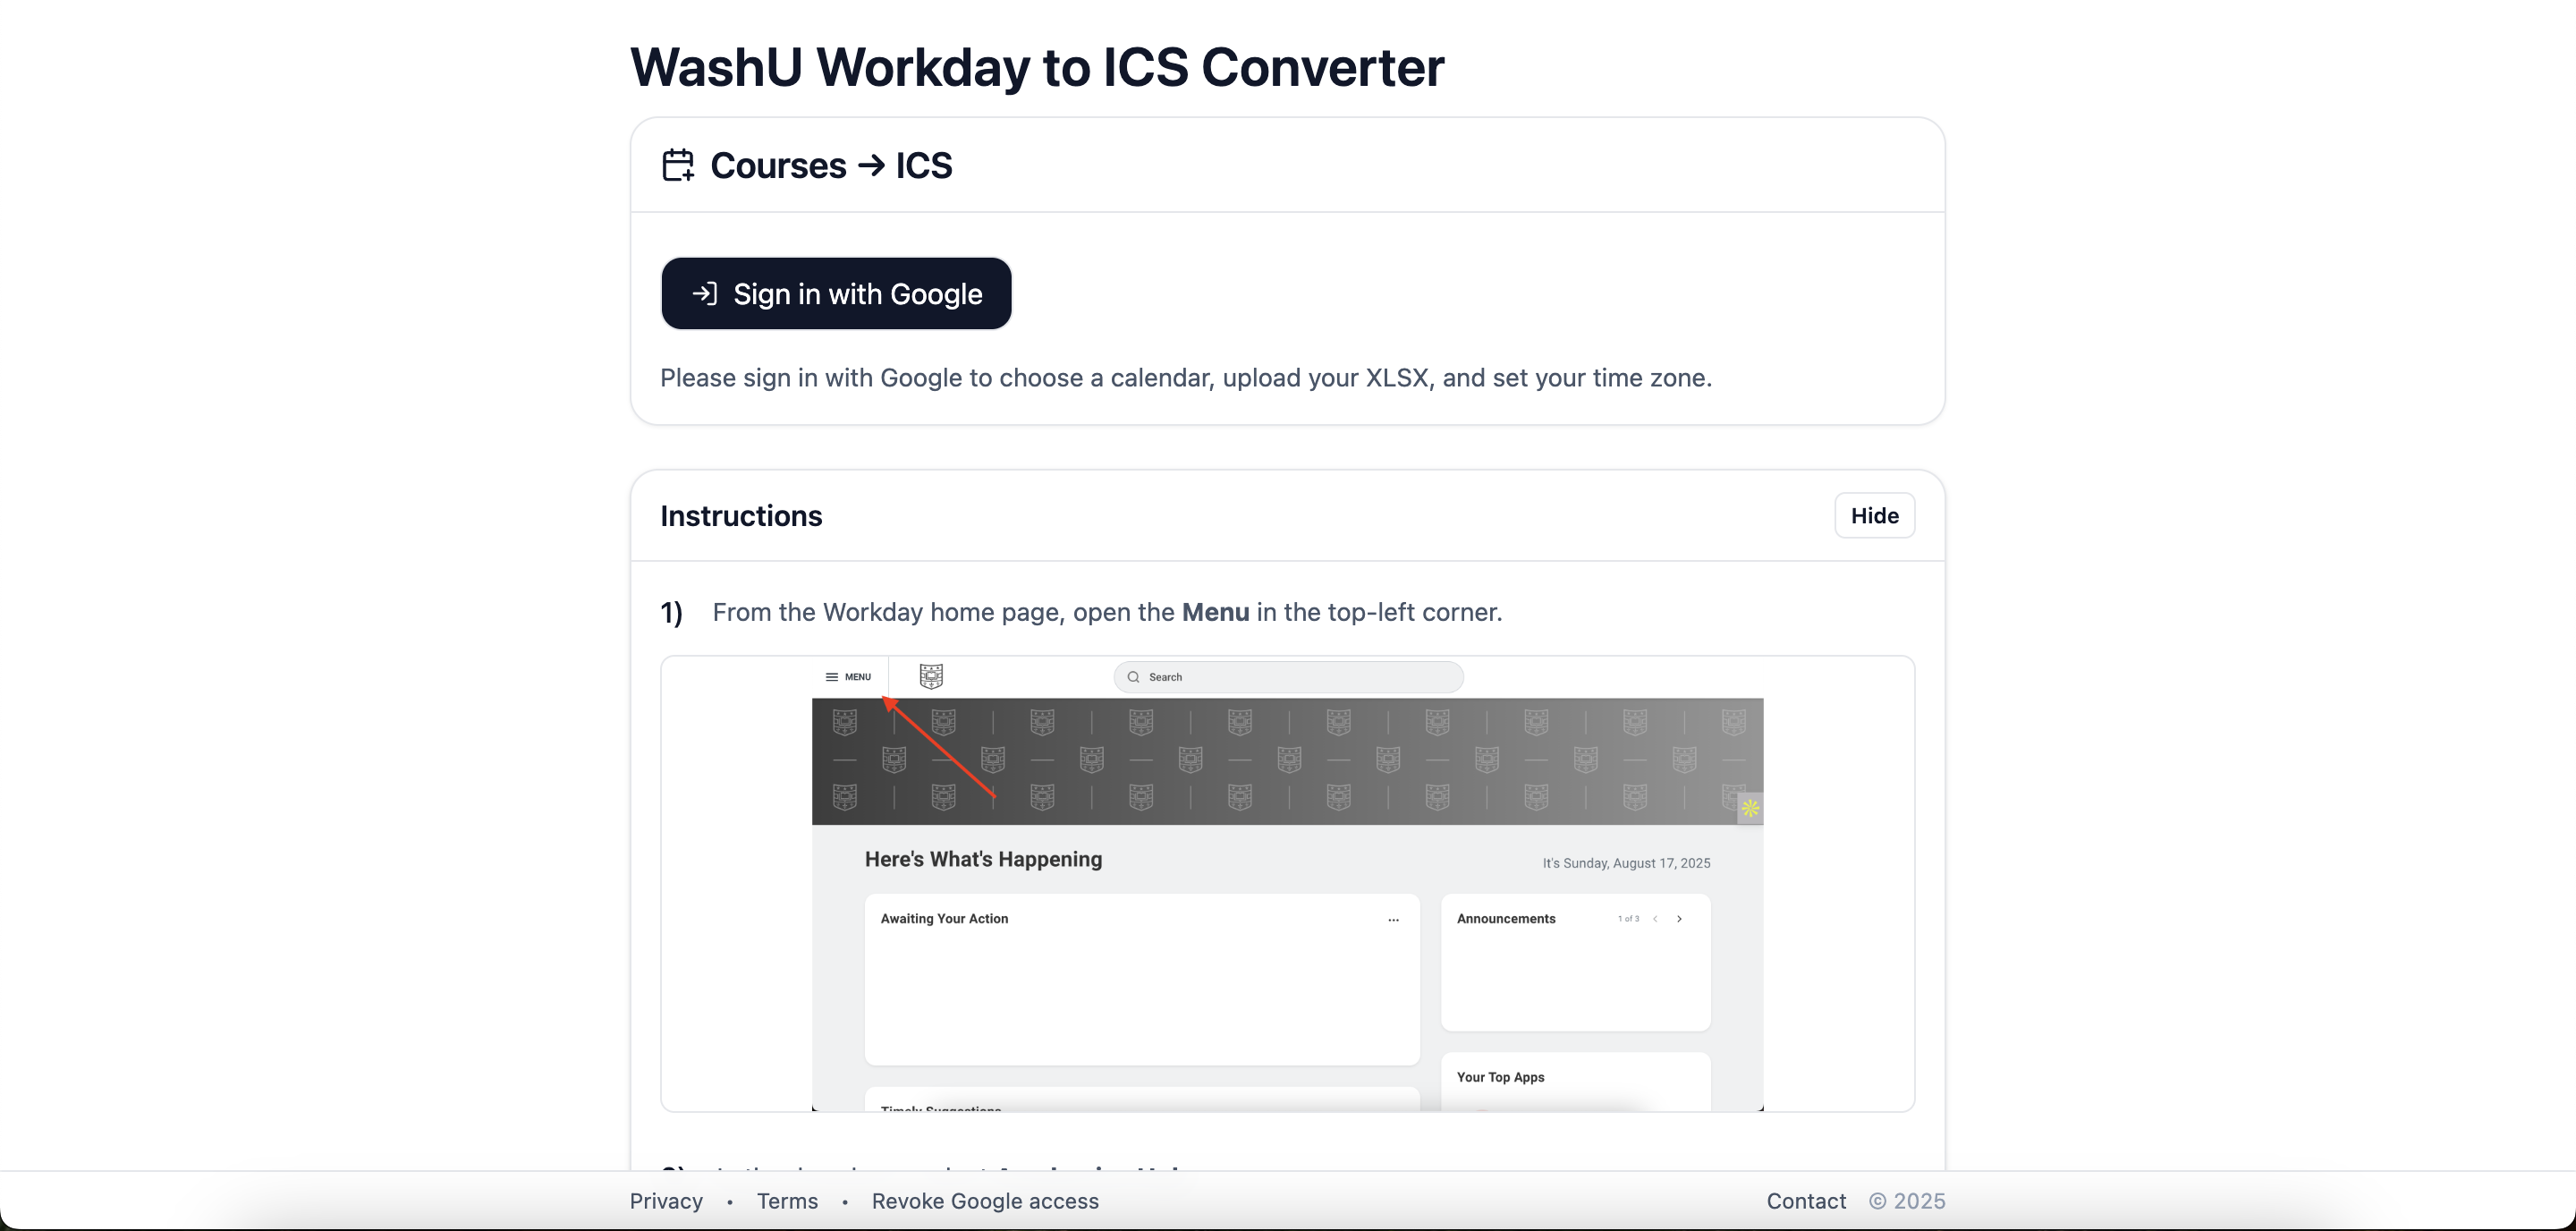 WashU Workday to ICS Converter
Courses → ICS
Sign in with Google
Please sign in with Google to choose a calendar, upload your XLSX, and set your time zone.
Instructions
Hide
1) From the Workday home page, open the Menu in the top-left corner.
MENU
Search
Here's What's Happening
It's Sunday, August 17, 2025
Awaiting Your Action
...
Announcements
1 of 3
Your Top Apps
Timely Suggestions
Privacy • Terms • Revoke Google access
Contact © 2025